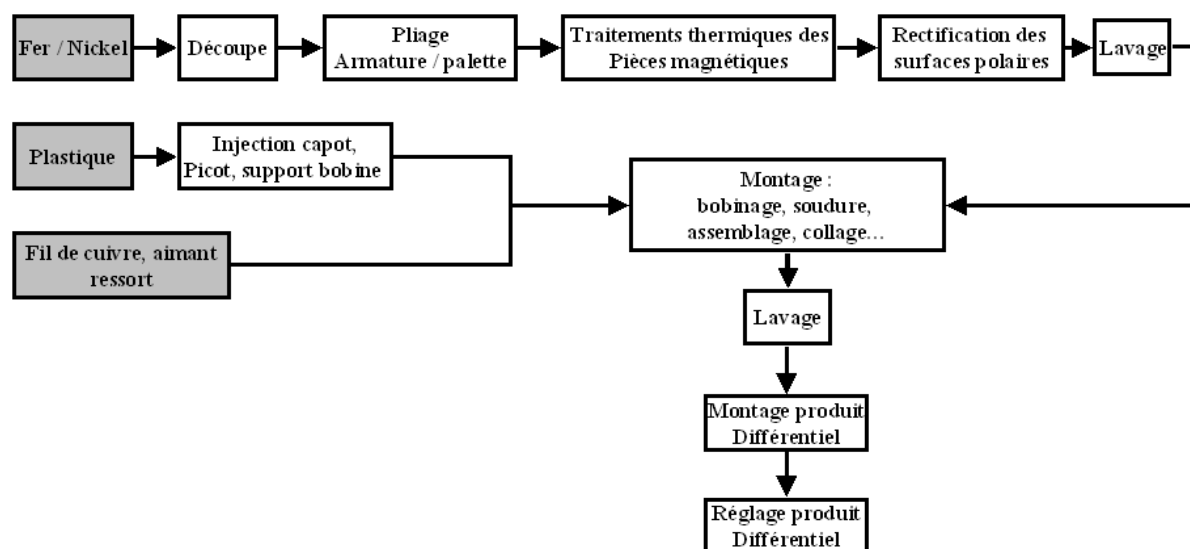 Fer / Nickel
Découpe
Pliage
Armature / palette
Traitements thermiques des
Pièces magnétiques
Rectification des
surfaces polaires
Lavage
Plastique
Injection capot,
Picot, support bobine
Montage :
bobinage, soudure,
assemblage, collage...
Fil de cuivre, aimant
ressort
Lavage
Montage produit
Différentiel
Réglage produit
Différentiel